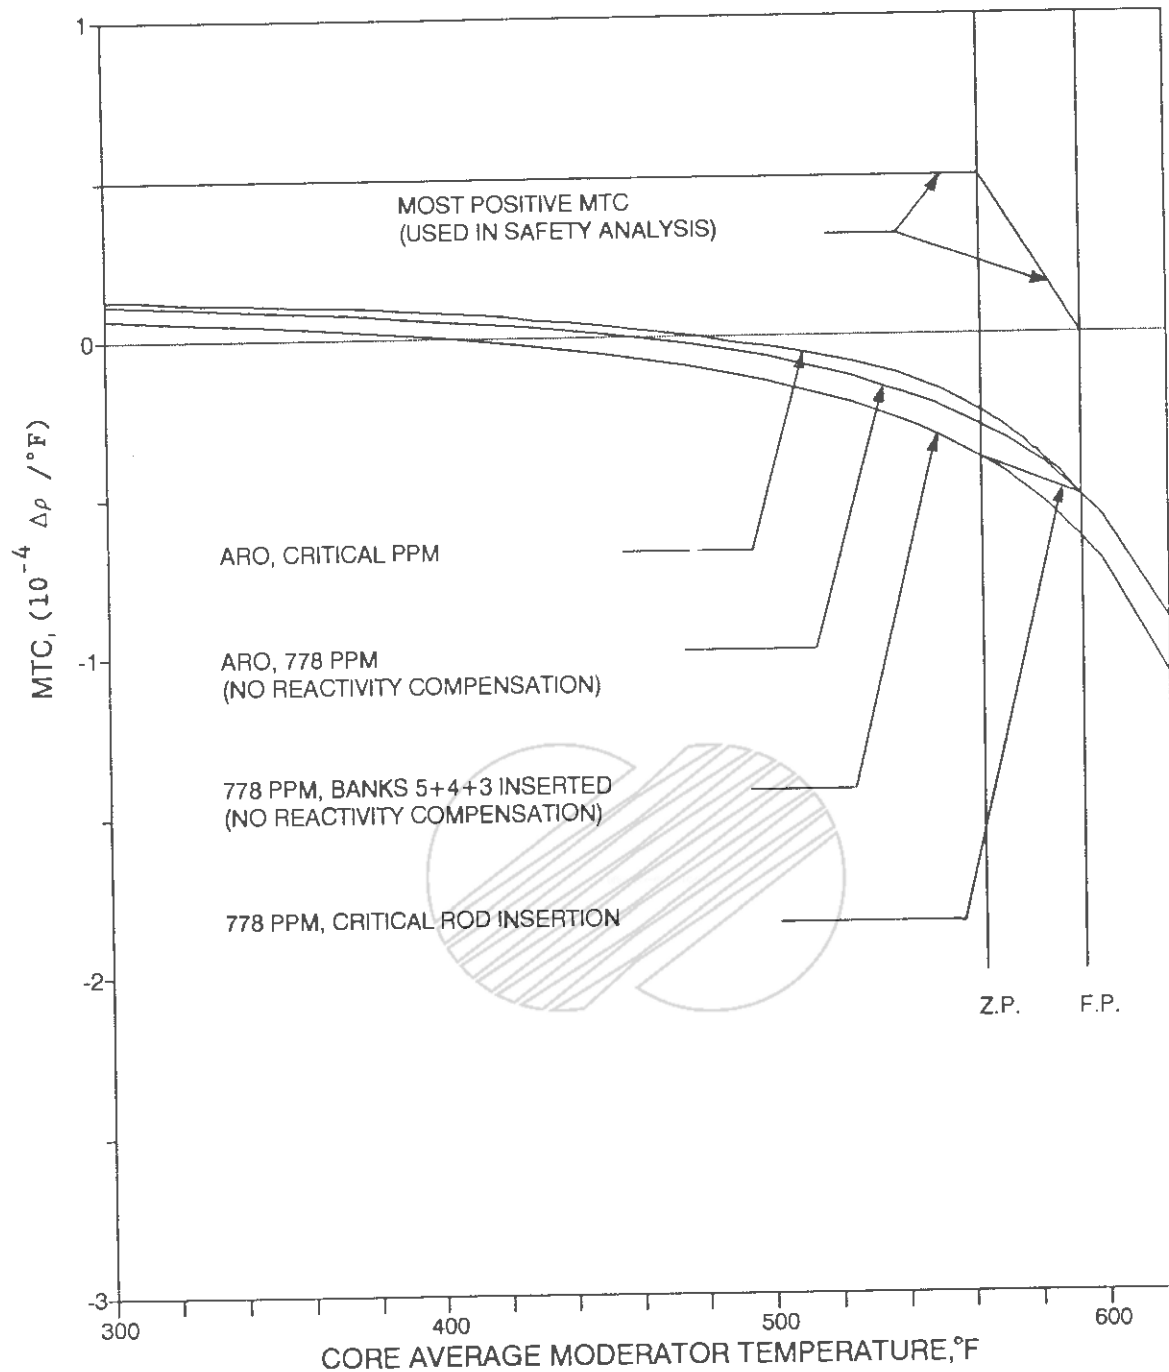 1
MOST POSITIVE MTC
(USED IN SAFETY ANALYSIS)
0
MTC, (10⁻⁴ Δρ /°F)
ARO, CRITICAL PPM
-1
ARO, 778 PPM
(NO REACTIVITY COMPENSATION)
778 PPM, BANKS 5+4+3 INSERTED
(NO REACTIVITY COMPENSATION)
778 PPM, CRITICAL ROD INSERTION
-2
Z.P.
F.P.
-3
300
400
500
600
CORE AVERAGE MODERATOR TEMPERATURE,°F